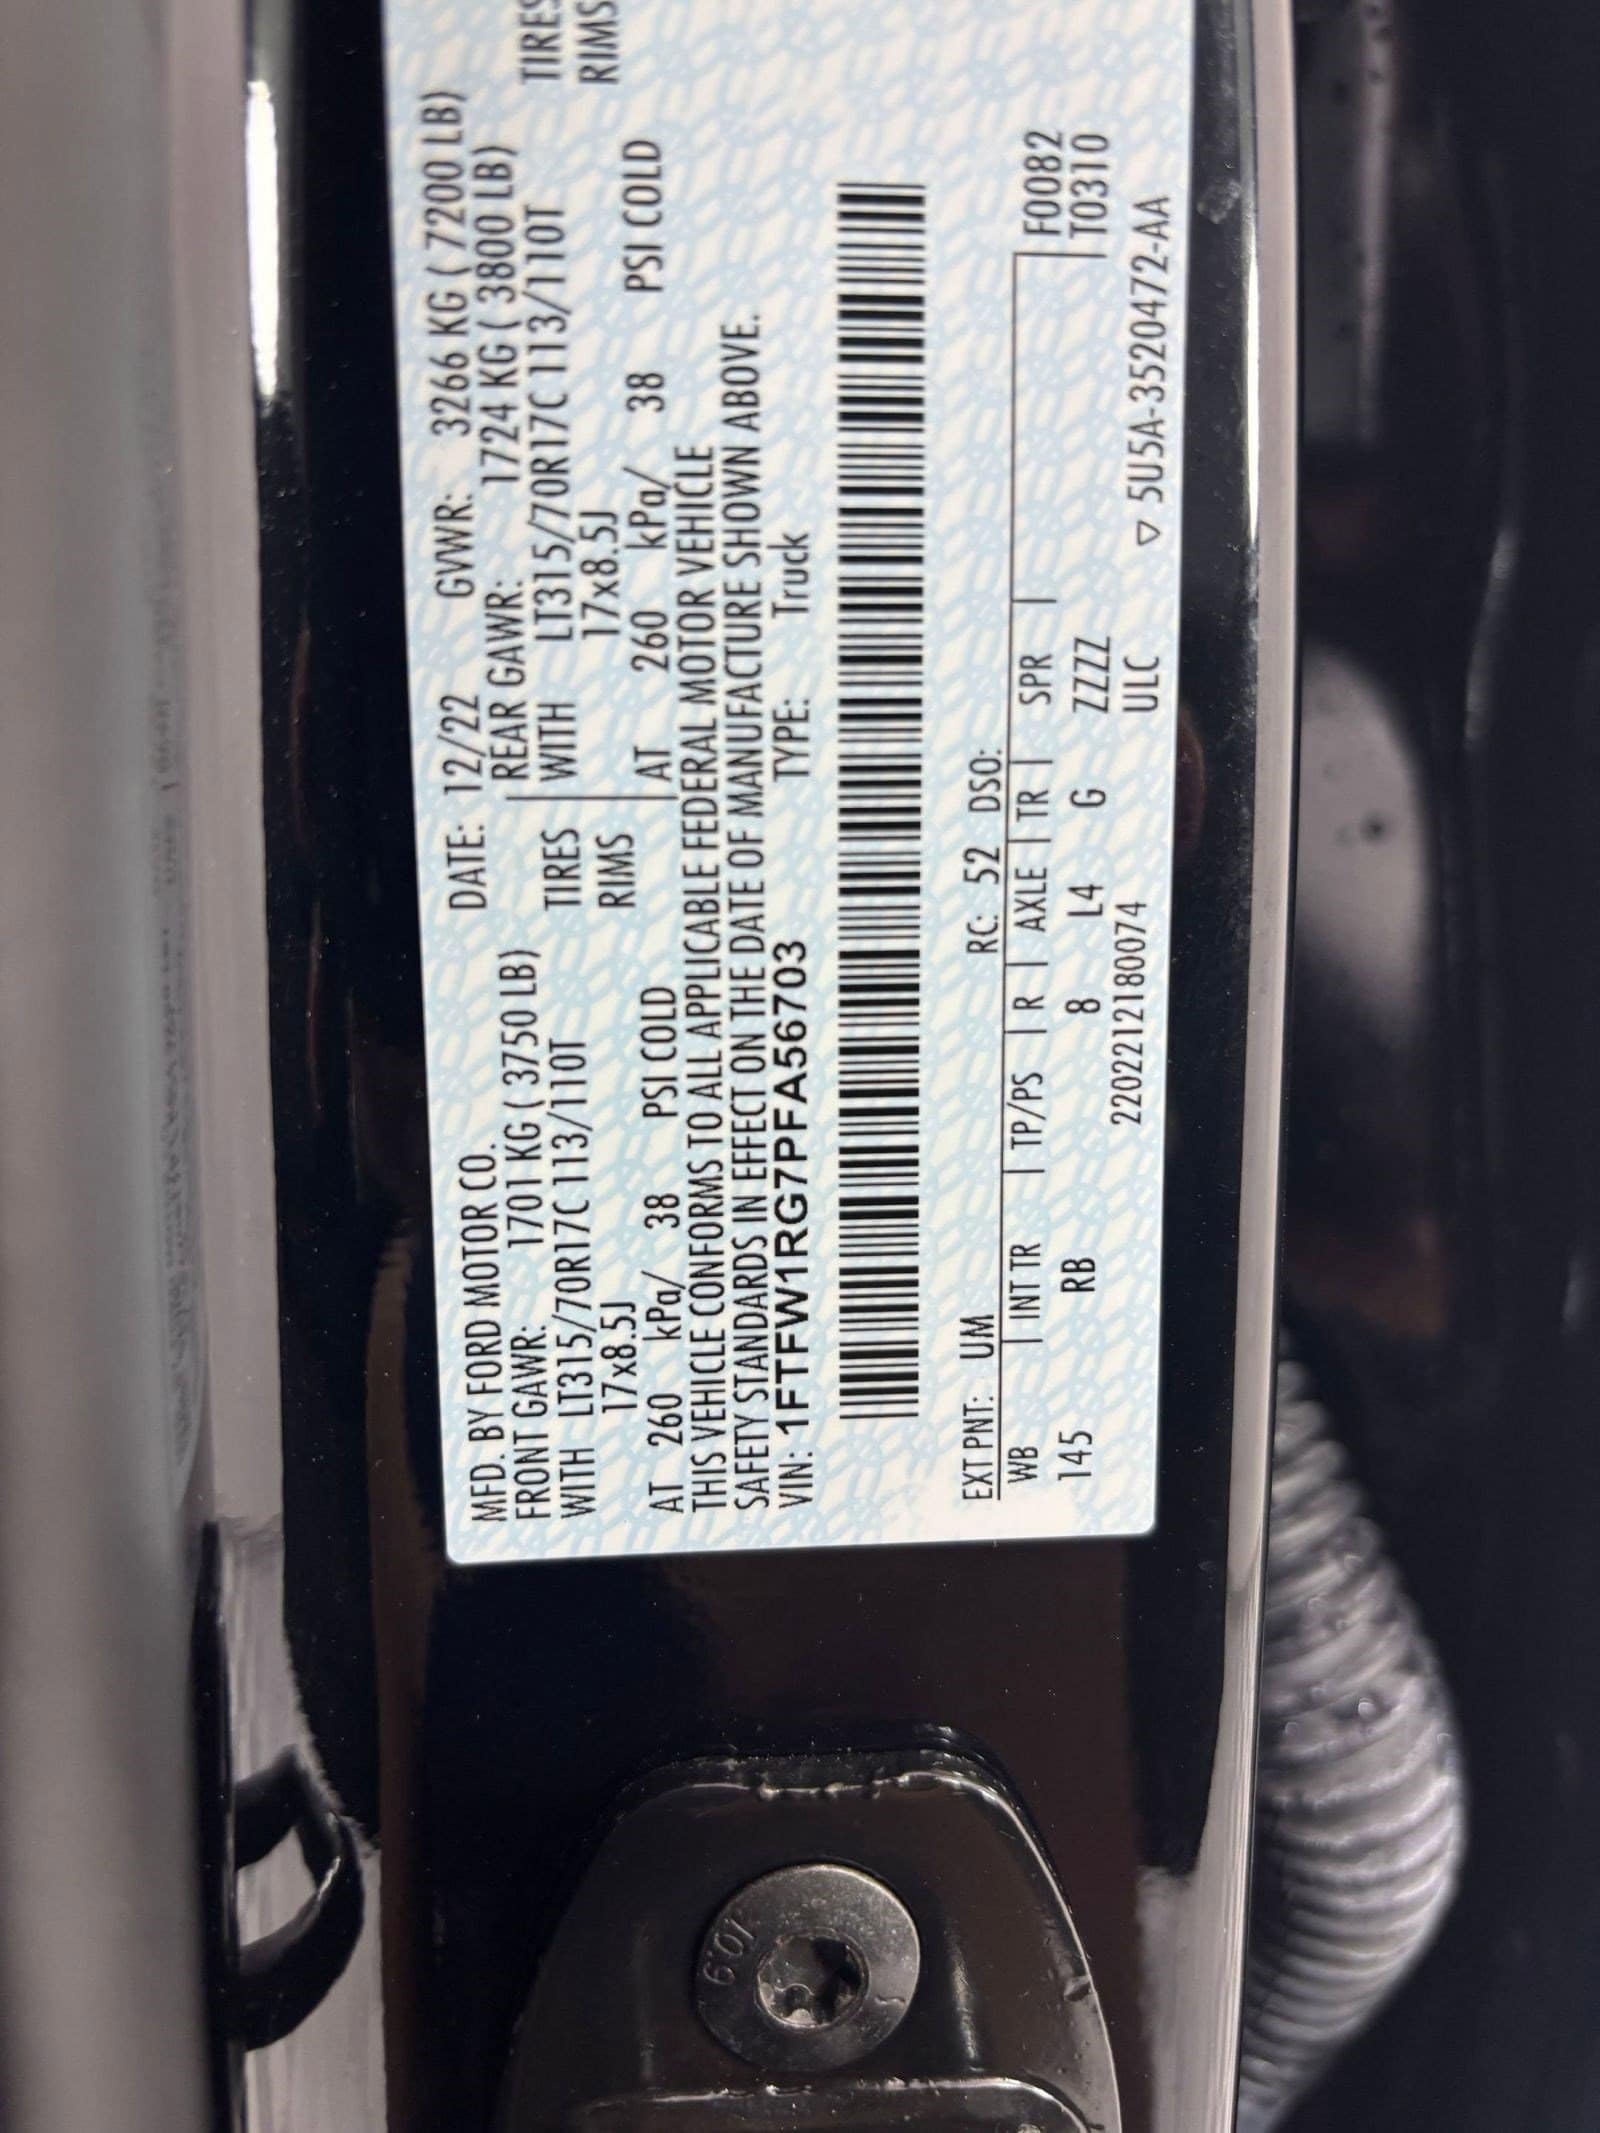 MFD. BY FORD MOTOR CO. DATE: 12/22 GVWR: 3266 KG ( 7200 LB)
FRONT GAWR: 1701 KG ( 3750 LB) REAR GAWR: 1724 KG ( 3800 LB)
WITH LT315/70R17C 113/110T TIRES WITH LT315/70R17C 113/110T TIRES
17x8.5J RIMS 17x8.5J RIMS
AT 260 kPa/ 38 PSI COLD AT 260 kPa/ 38 PSI COLD
THIS VEHICLE CONFORMS TO ALL APPLICABLE FEDERAL MOTOR VEHICLE
SAFETY STANDARDS IN EFFECT ON THE DATE OF MANUFACTURE SHOWN ABOVE.
VIN: 1FTFW1RG7PFA56703 TYPE: Truck
EXT PNT: UM RC: 52 DSO:
WB INT TR TP/PS R AXLE TR SPR F0082
145 RB 8 L4 G ZZZZ T0310
2202212180074 ULC
▽ 5U5A-3520472-AA
10.9